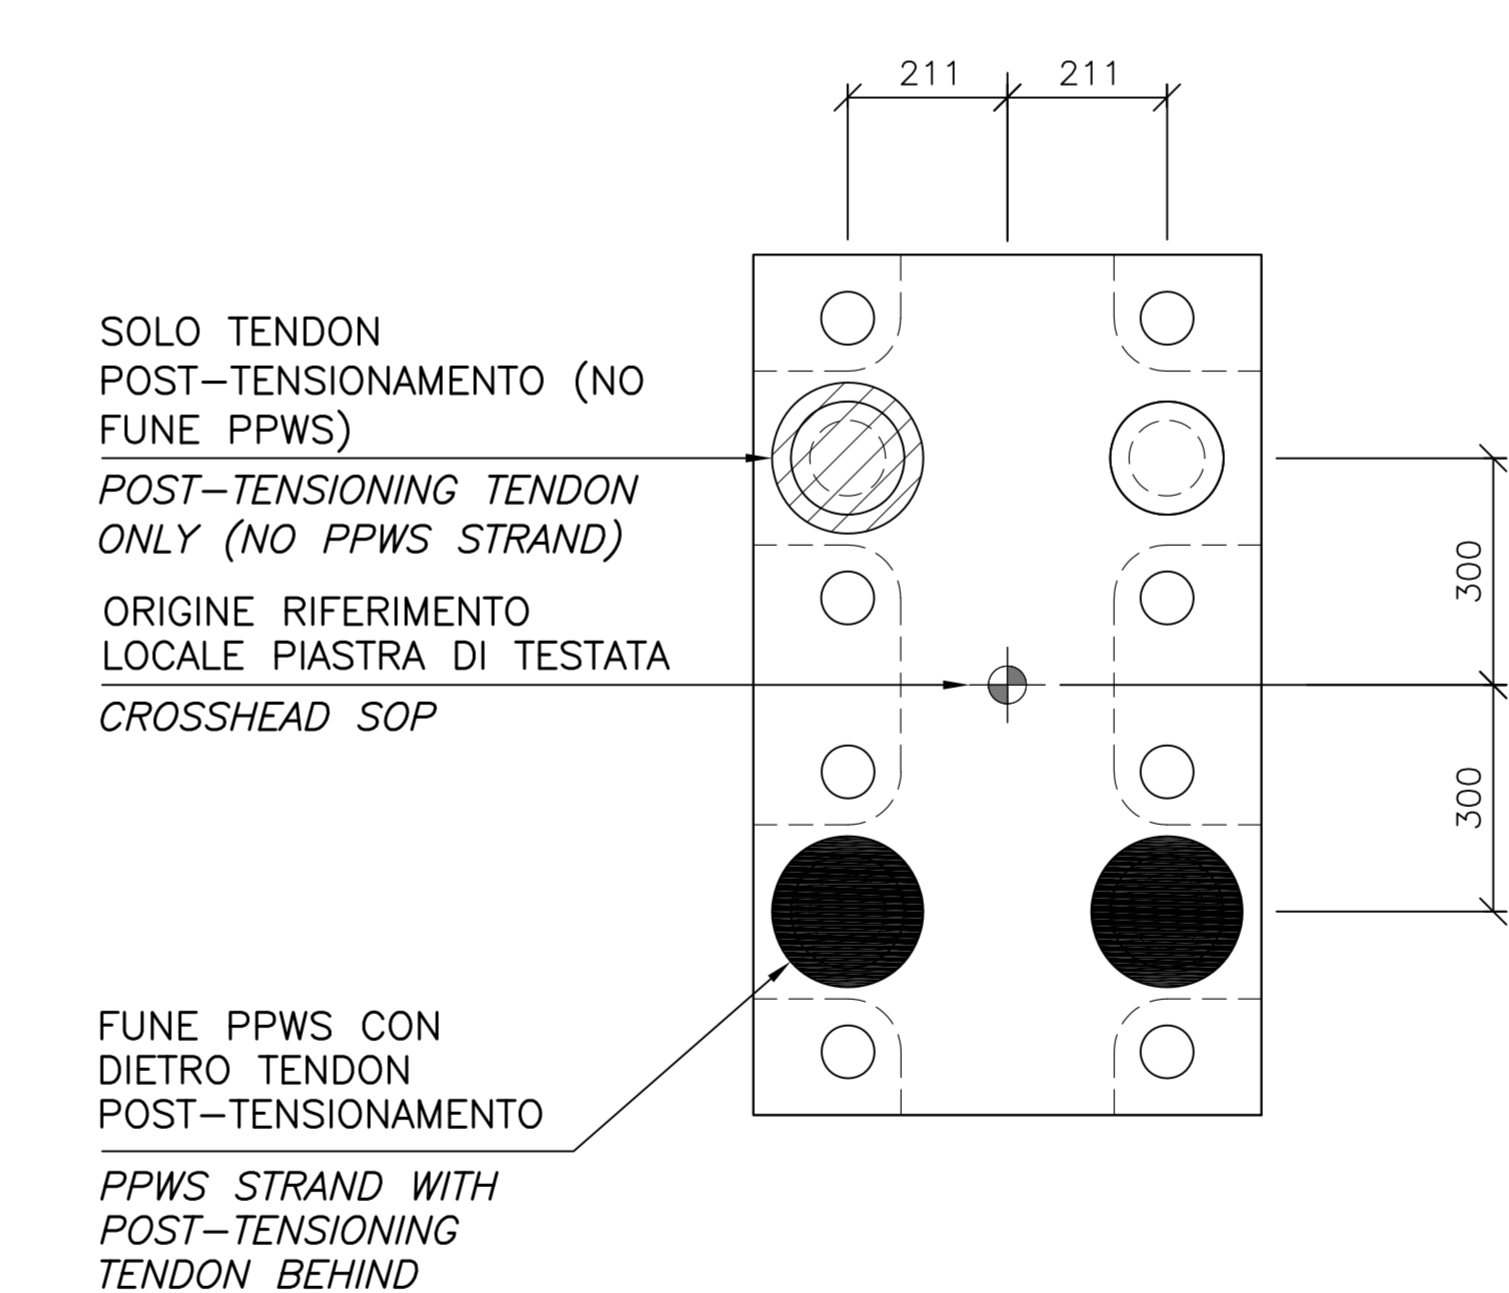 211
211
SOLO TENDON
POST-TENSIONAMENTO (NO
FUNE PPWS)
POST-TENSIONING TENDON
ONLY (NO PPWS STRAND)
ORIGINE RIFERIMENTO
LOCALE PIASTRA DI TESTATA
CROSSHEAD SOP
300
300
FUNE PPWS CON
DIETRO TENDON
POST-TENSIONAMENTO
PPWS STRAND WITH
POST-TENSIONING
TENDON BEHIND